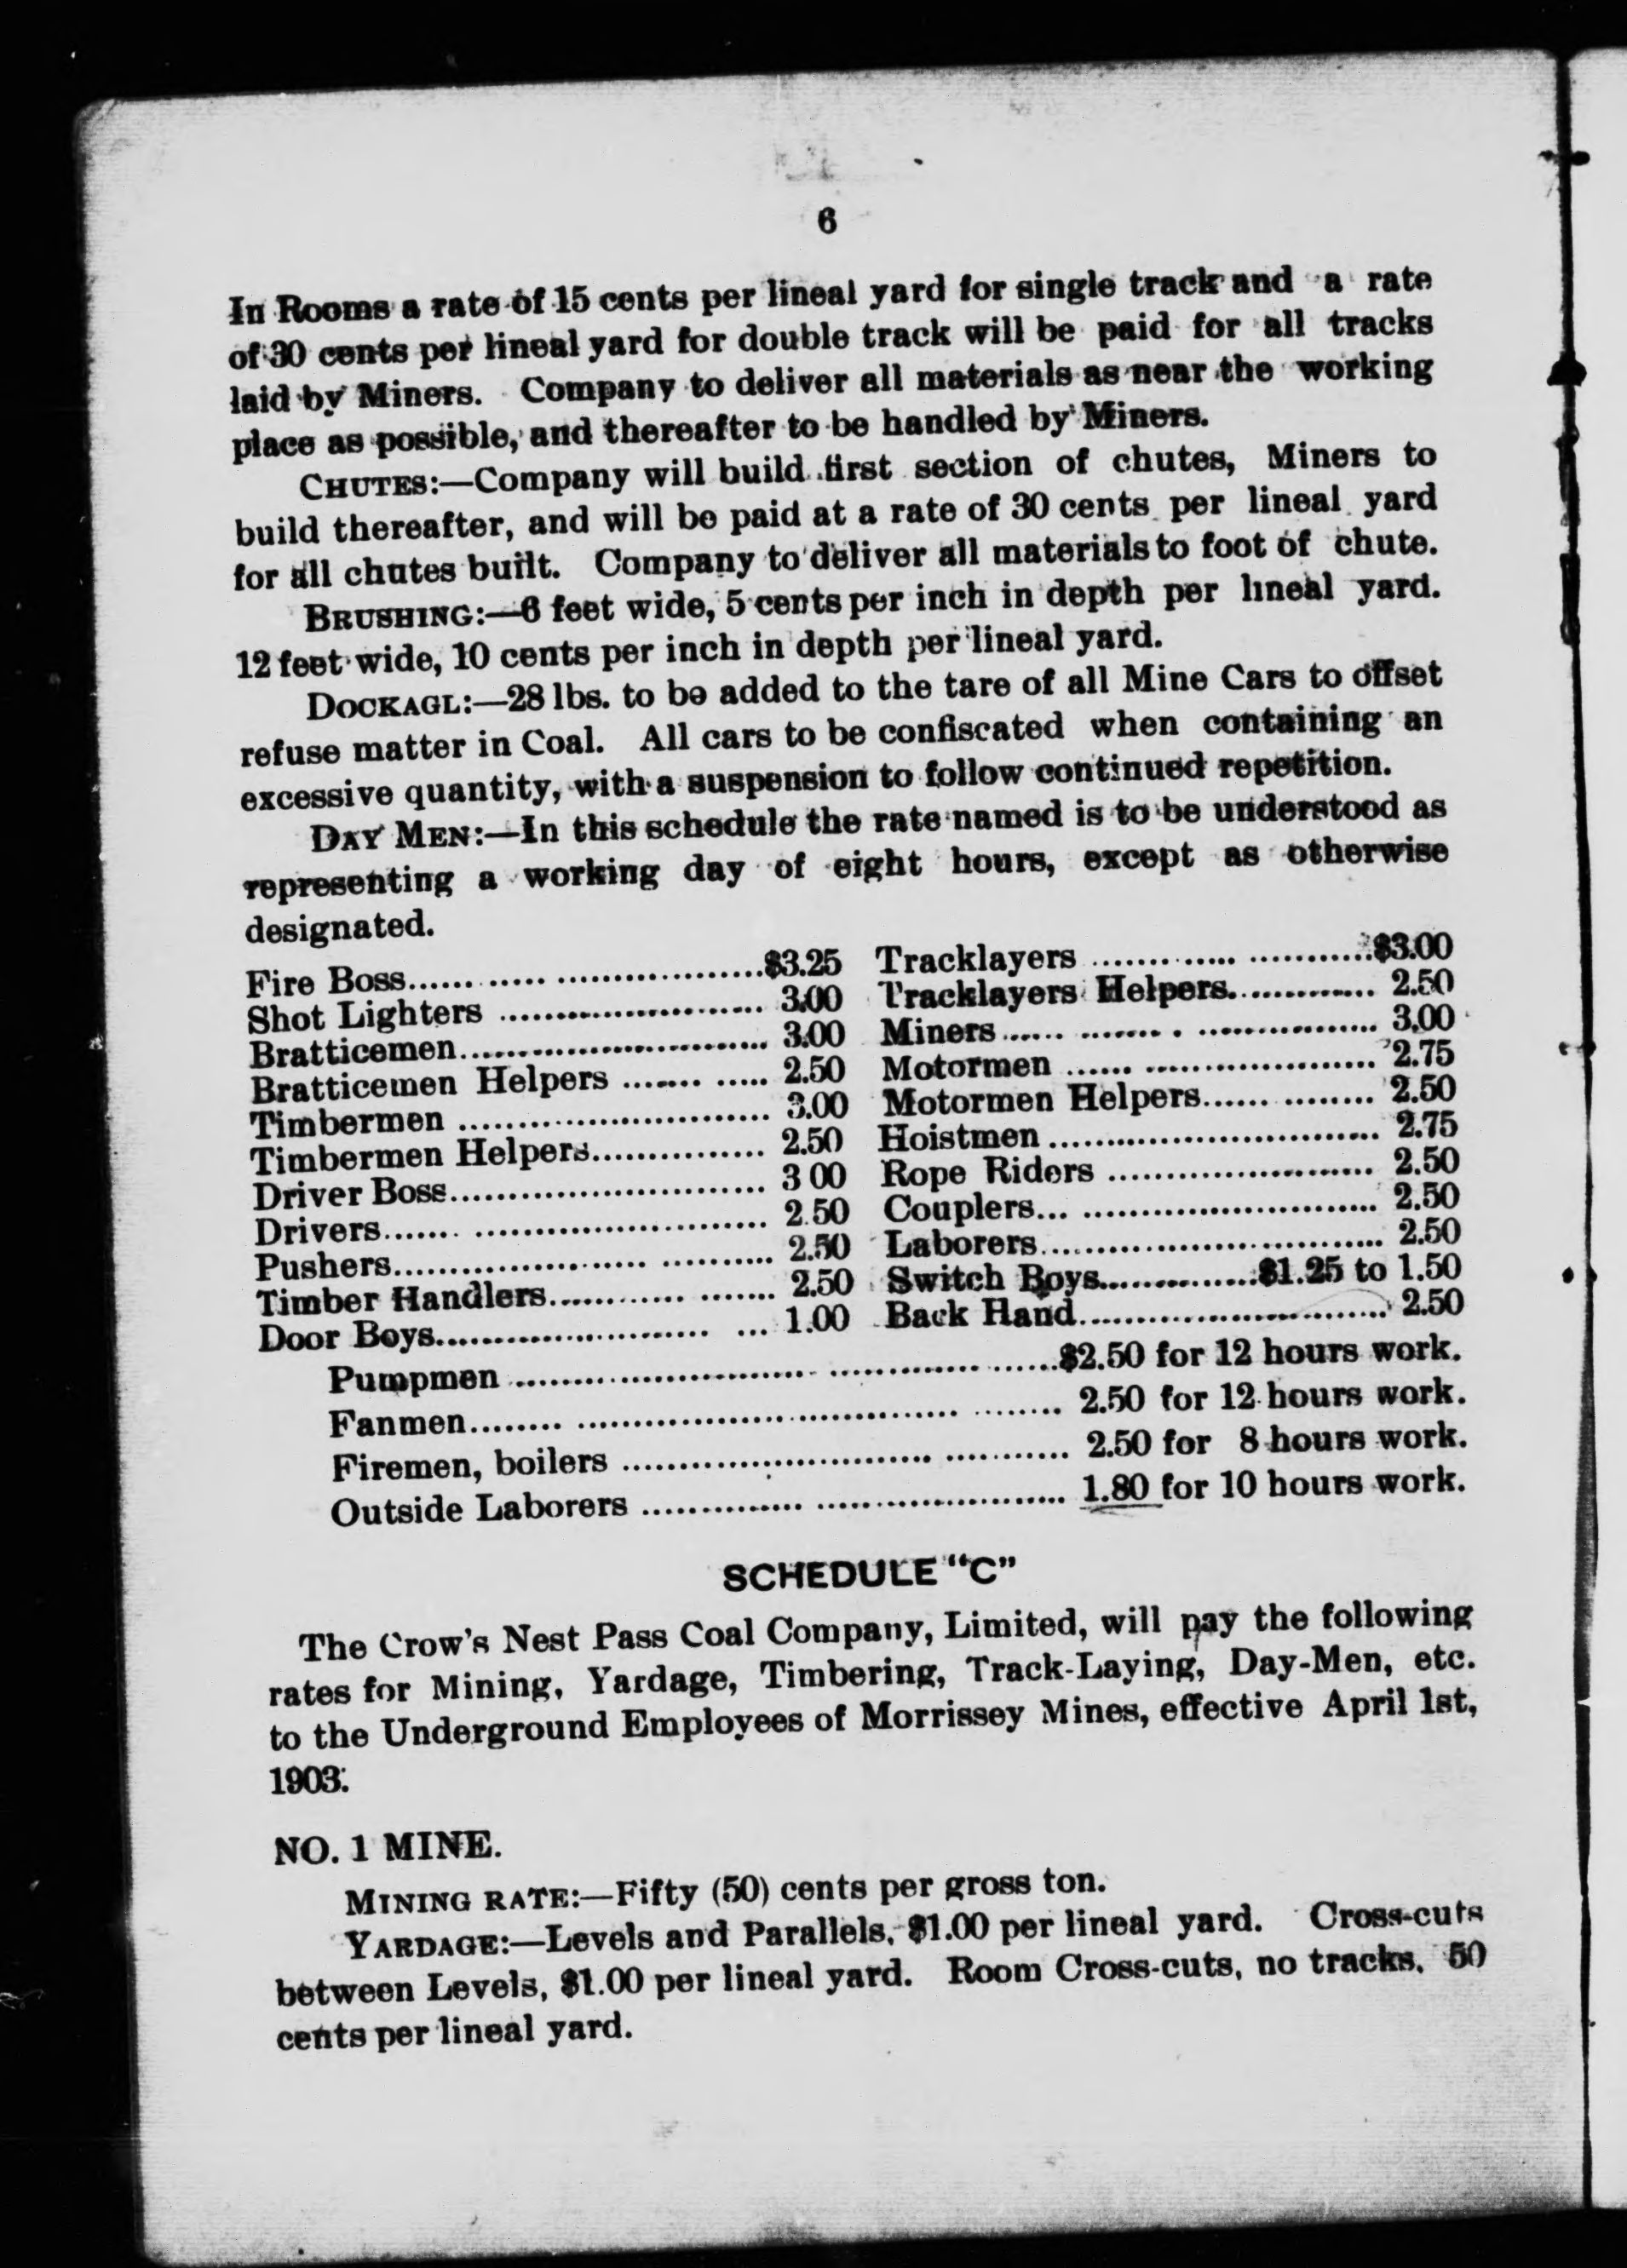 6
In Rooms a rate of 15 cents per lineal yard for single track and a rate
of 30 cents per lineal yard for double track will be paid for all tracks
laid by Miners. Company to deliver all materials as near the working
place as possible, and thereafter to be handled by Miners.
CHUTES:—Company will build first section of chutes, Miners to
build thereafter, and will be paid at a rate of 30 cents per lineal yard
for all chutes built. Company to deliver all materials to foot of chute.
BRUSHING:—6 feet wide, 5 cents per inch in depth per lineal yard.
12 feet wide, 10 cents per inch in depth per lineal yard.
DOCKAGL:—28 lbs. to be added to the tare of all Mine Cars to offset
refuse matter in Coal. All cars to be confiscated when containing an
excessive quantity, with a suspension to follow continued repetition.
DAY MEN:—In this schedule the rate named is to be understood as
representing a working day of eight hours, except as otherwise
designated.
Fire Boss.................................$3.25 Tracklayers ..........................$3.00
Shot Lighters ........................ 3.00 Tracklayers Helpers.............. 2.50
Bratticemen............................ 3.00 Miners................................. 3.00
Bratticemen Helpers ............ 2.50 Motormen ........................... 2.75
Timbermen ............................ 3.00 Motormen Helpers.............. 2.50
Timbermen Helpers............... 2.50 Hoistmen.............................. 2.75
Driver Boss............................ 3 00 Rope Riders ........................ 2.50
Drivers.................................. 2.50 Couplers.............................. 2.50
Pushers................................. 2.50 Laborers............................... 2.50
Timber Handlers................... 2.50 Switch Boys..............$1.25 to 1.50
Door Boys........................... 1.00 Back Hand........................... 2.50
Pumpmen ..............................................$2.50 for 12 hours work.
Fanmen.................................................. 2.50 for 12 hours work.
Firemen, boilers ....................................... 2.50 for 8 hours work.
Outside Laborers .................................... 1.80 for 10 hours work.
SCHEDULE "C"
The Crow's Nest Pass Coal Company, Limited, will pay the following
rates for Mining, Yardage, Timbering, Track-Laying, Day-Men, etc.
to the Underground Employees of Morrissey Mines, effective April 1st,
1903:
NO. 1 MINE.
MINING RATE:—Fifty (50) cents per gross ton.
YARDAGE:—Levels and Parallels, $1.00 per lineal yard. Cross-cuts
between Levels, $1.00 per lineal yard. Room Cross-cuts, no tracks, 50
cents per lineal yard.